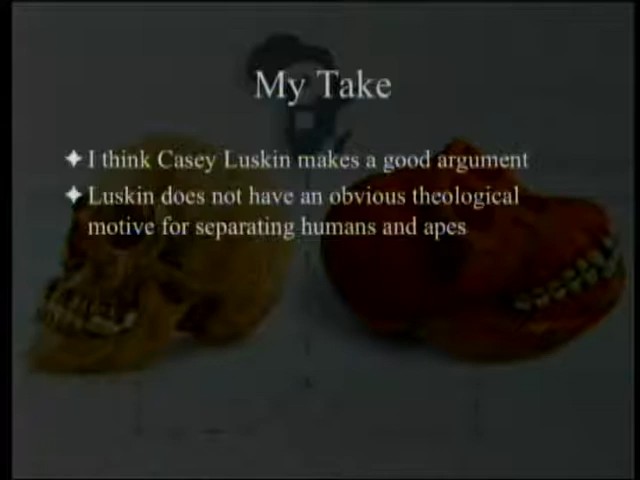 My Take
I think Casey Luskin makes a good argument
Luskin does not have an obvious theological
motive for separating humans and apes